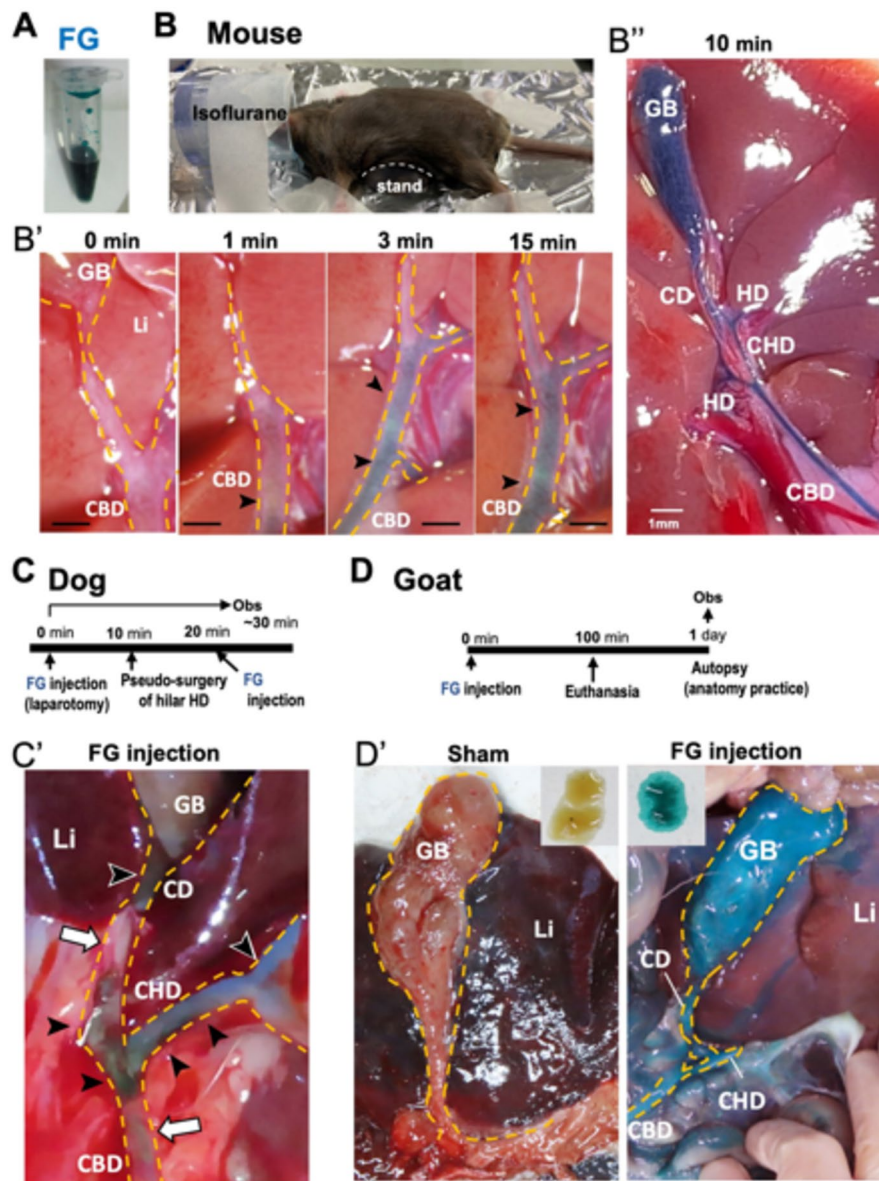 A
FG
B Mouse
Isoflurane
stand
B''
10 min
GB
CD
HD
CHD
HD
CBD
1mm
B'
0 min
1 min
3 min
15 min
GB
Li
CBD
CBD
CBD
CBD
C Dog
Obs
0 min
10 min
20 min
~30 min
FG injection
(laparotomy)
Pseudo-surgery
of hilar HD
FG
injection
D Goat
Obs
0 min
100 min
1 day
FG injection
Euthanasia
Autopsy
(anatomy practice)
C'
FG injection
GB
Li
CD
CHD
CBD
D'
Sham
GB
Li
FG injection
GB
Li
CD
CHD
CBD